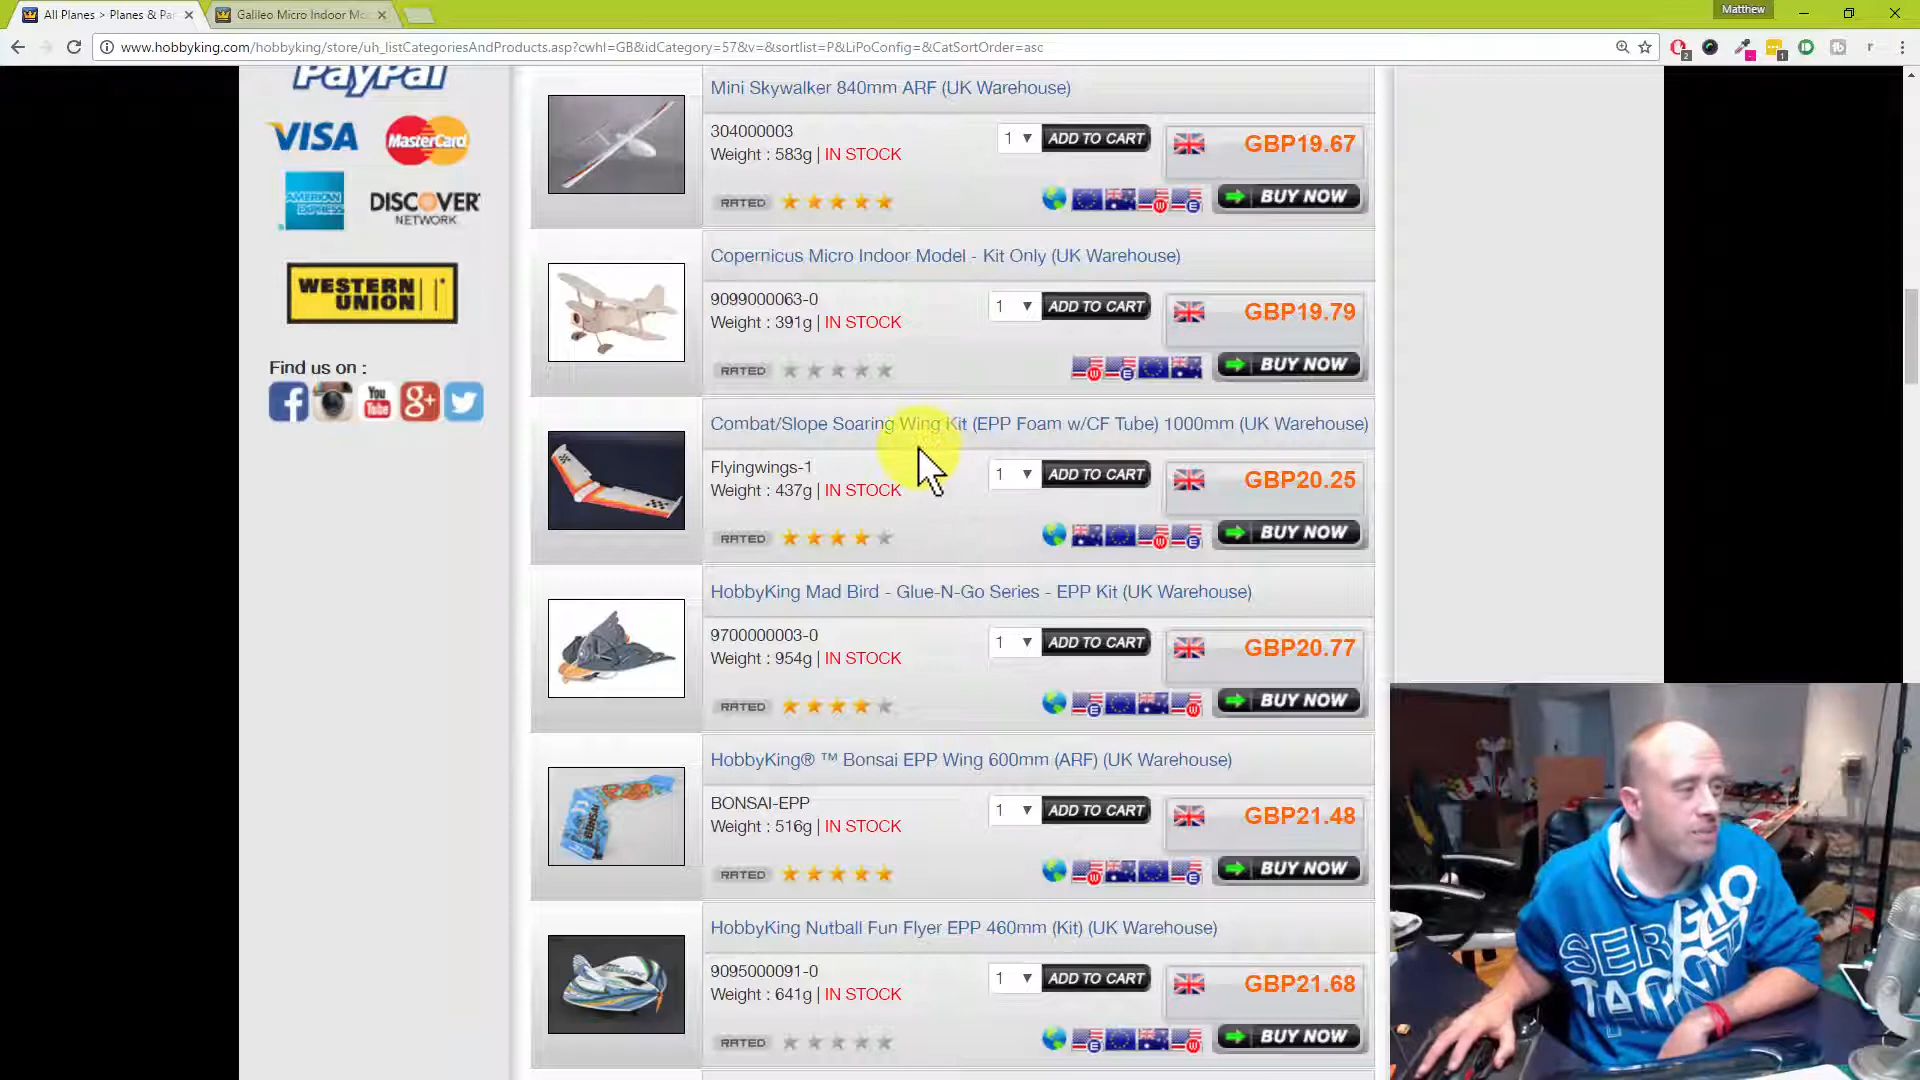 All Planes > Planes & Pa
Galileo Micro Indoor Mo
Matthew
www.hobbyking.com/hobbyking/store/uh_listCategoriesAndProducts.asp?cwhl=GB&idCategory=57&v=&sortlist=P&LiPoConfig=&CatSortOrder=asc
PayPal
VISA
MasterCard
AMERICAN EXPRESS
DISCOVER
NETWORK
WESTERN
UNION
Find us on :
You
Tube
Mini Skywalker 840mm ARF (UK Warehouse)
304000003
Weight : 583g | IN STOCK
1
ADD TO CART
GBP19.67
RATED
BUY NOW
Copernicus Micro Indoor Model - Kit Only (UK Warehouse)
9099000063-0
Weight : 391g | IN STOCK
1
ADD TO CART
GBP19.79
RATED
BUY NOW
Combat/Slope Soaring Wing Kit (EPP Foam w/CF Tube) 1000mm (UK Warehouse)
Flyingwings-1
Weight : 437g | IN STOCK
1
ADD TO CART
GBP20.25
RATED
BUY NOW
HobbyKing Mad Bird - Glue-N-Go Series - EPP Kit (UK Warehouse)
9700000003-0
Weight : 954g | IN STOCK
1
ADD TO CART
GBP20.77
RATED
BUY NOW
HobbyKing® ™ Bonsai EPP Wing 600mm (ARF) (UK Warehouse)
BONSAI-EPP
Weight : 516g | IN STOCK
1
ADD TO CART
GBP21.48
RATED
BUY NOW
HobbyKing Nutball Fun Flyer EPP 460mm (Kit) (UK Warehouse)
9095000091-0
Weight : 641g | IN STOCK
1
ADD TO CART
GBP21.68
RATED
BUY NOW
SERGIO